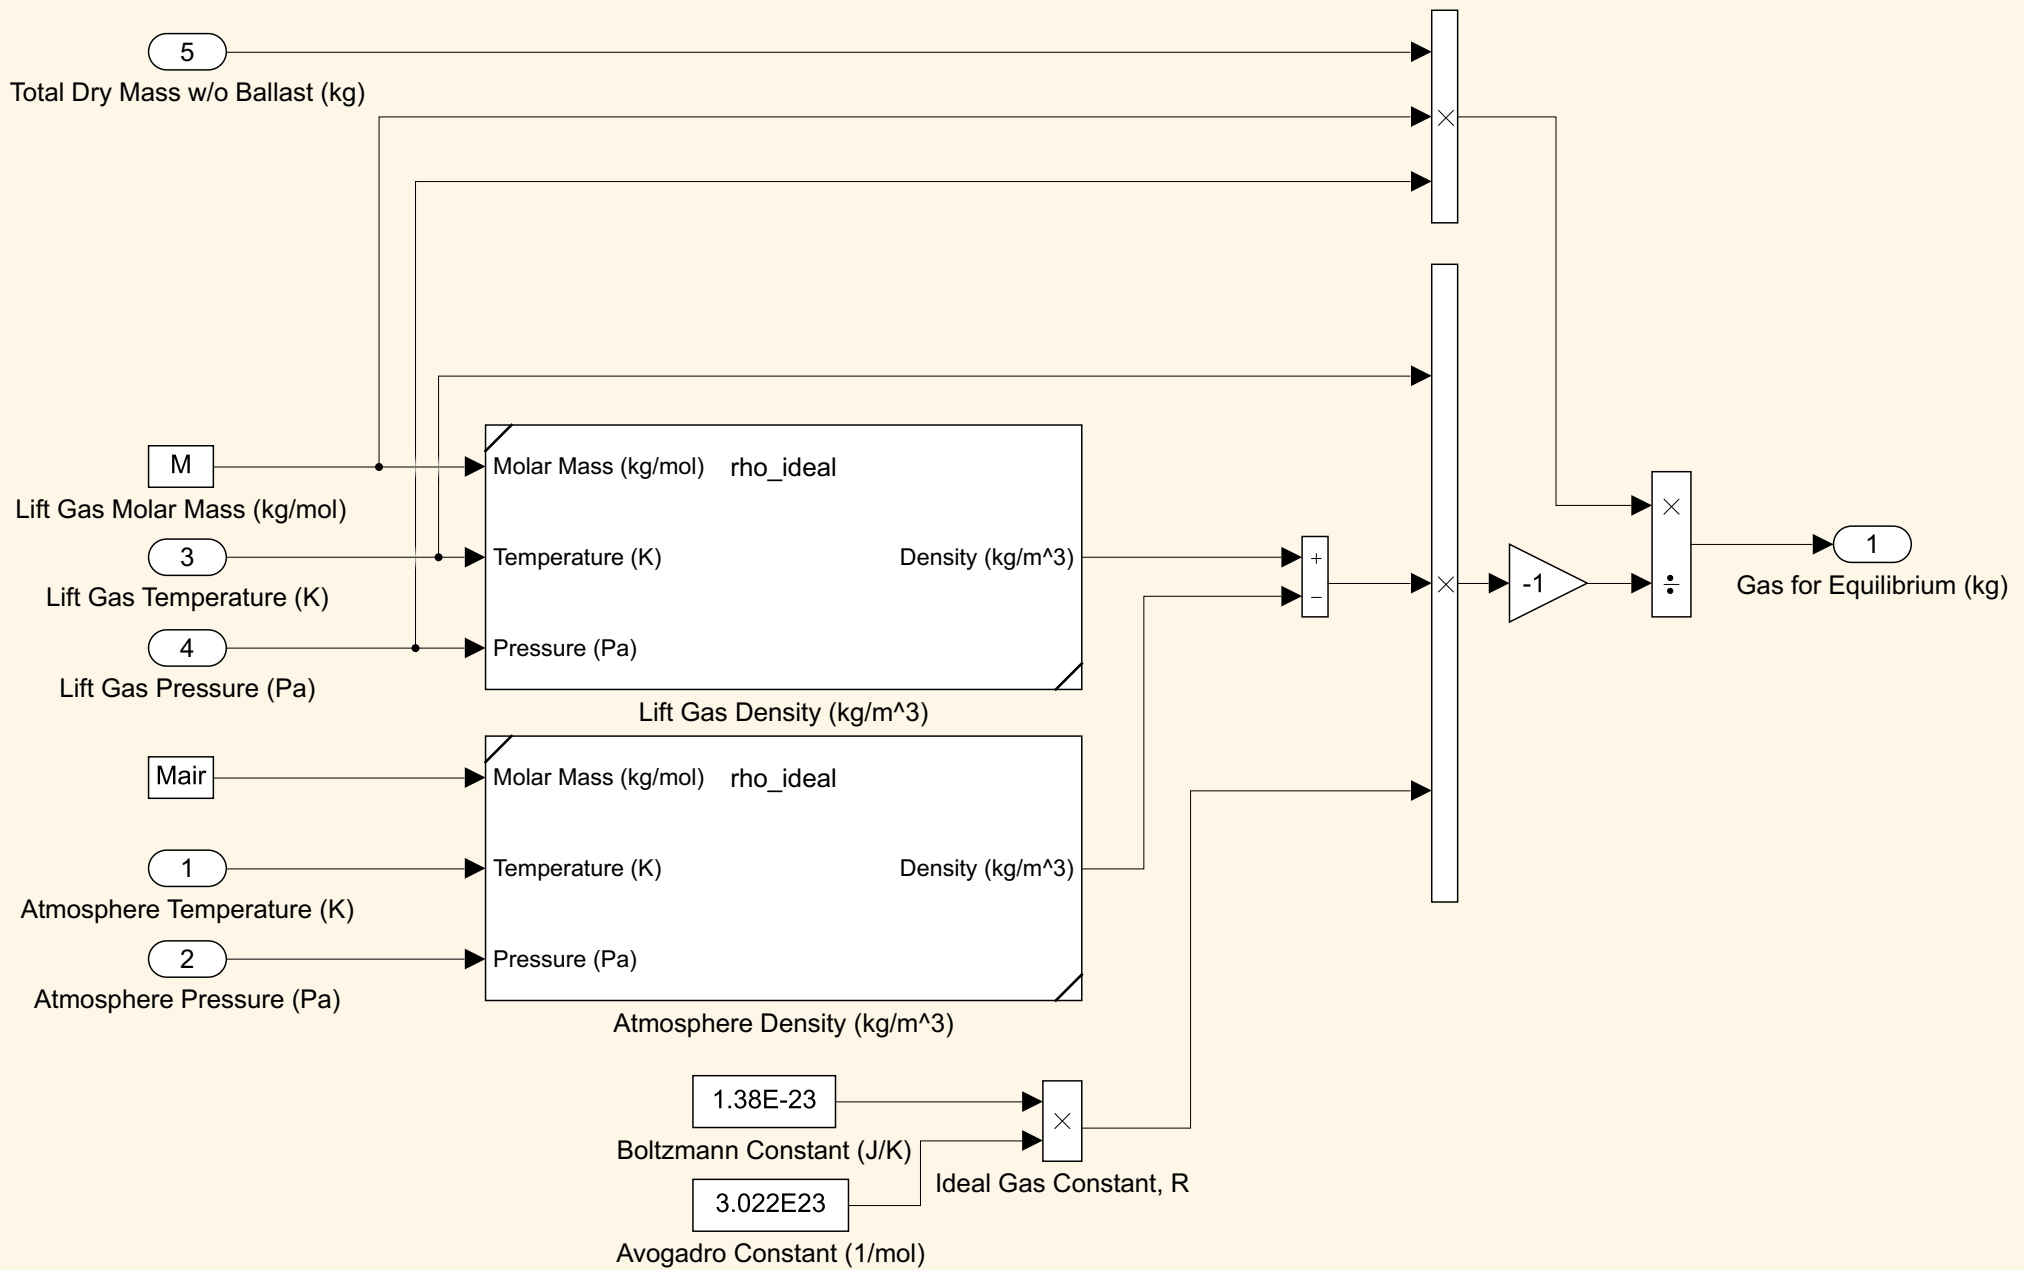 5
Total Dry Mass w/o Ballast (kg)
×
M
Lift Gas Molar Mass (kg/mol)
3
Lift Gas Temperature (K)
4
Lift Gas Pressure (Pa)
Molar Mass (kg/mol) rho_ideal
Temperature (K) Density (kg/m^3)
Pressure (Pa)
Lift Gas Density (kg/m^3)
+
−
×
-1
×
÷
1
Gas for Equilibrium (kg)
Mair
1
Atmosphere Temperature (K)
2
Atmosphere Pressure (Pa)
Molar Mass (kg/mol) rho_ideal
Temperature (K) Density (kg/m^3)
Pressure (Pa)
Atmosphere Density (kg/m^3)
1.38E-23
Boltzmann Constant (J/K)
×
Ideal Gas Constant, R
3.022E23
Avogadro Constant (1/mol)